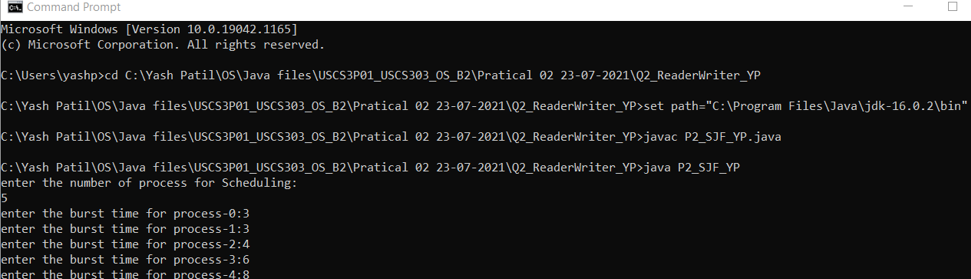 Command Prompt
Microsoft Windows [Version 10.0.19042.1165]
(c) Microsoft Corporation. All rights reserved.
C:\Users\yashp>cd C:\Yash Patil\OS\Java files\USCS3P01_USCS303_OS_B2\Pratical 02 23-07-2021\Q2_ReaderWriter_YP
C:\Yash Patil\OS\Java files\USCS3P01_USCS303_OS_B2\Pratical 02 23-07-2021\Q2_ReaderWriter_YP>set path="C:\Program Files\Java\jdk-16.0.2\bin"
C:\Yash Patil\OS\Java files\USCS3P01_USCS303_OS_B2\Pratical 02 23-07-2021\Q2_ReaderWriter_YP>javac P2_SJF_YP.java
C:\Yash Patil\OS\Java files\USCS3P01_USCS303_OS_B2\Pratical 02 23-07-2021\Q2_ReaderWriter_YP>java P2_SJF_YP
enter the number of process for Scheduling:
5
enter the burst time for process-0:3
enter the burst time for process-1:3
enter the burst time for process-2:4
enter the burst time for process-3:6
enter the burst time for process-4:8